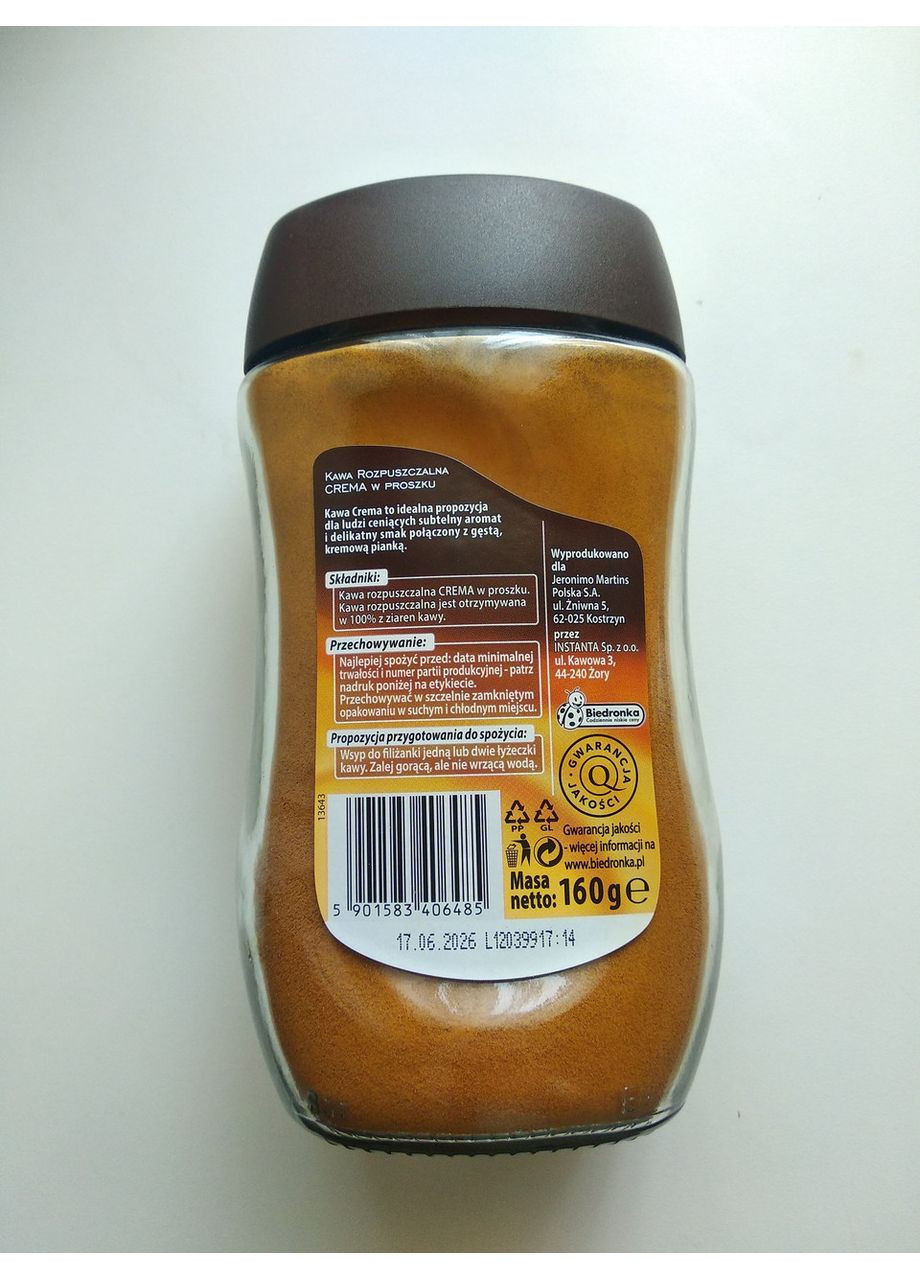 Kawa Rozpuszczalna
CREMA w proszku
Kawa Crema to idealna propozycja
dla ludzi ceniących subtelny aromat
i delikatny smak połączony z gęstą,
kremową pianką.
Składniki:
Kawa rozpuszczalna CREMA w proszku.
Kawa rozpuszczalna jest otrzymywana
w 100% z ziaren kawy.
Przechowywanie:
Najlepiej spożyć przed: data minimalnej
trwałości i numer partii produkcyjnej - patrz
nadruk poniżej na etykiecie.
Przechowywać w szczelnie zamkniętym
opakowaniu w suchym i chłodnym miejscu.
Propozycja przygotowania do spożycia:
Wsyp do filiżanki jedną lub dwie łyżeczki
kawy. Zalej gorącą, ale nie wrzącą wodą.
Wyprodukowano
dla
Jeronimo Martins
Polska S.A.
ul. Żniwna 5,
62-025 Kostrzyn
przez
INSTANTA Sp. z o.o.
ul. Kawowa 3,
44-240 Żory
Biedronka
Codziennie niskie ceny
GWARANCJA
Q
JAKOŚCI
13643
PP GL
Gwarancja jakości
- więcej informacji na
www.biedronka.pl
Masa
netto: 160 g ℮
5 901583 406485
17.06.2026 L12039917:14